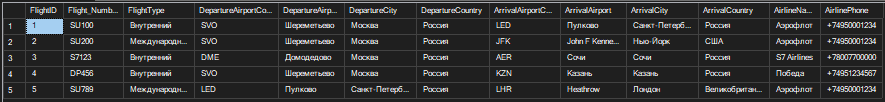 FlightID Flight_Numb... FlightType DepartureAirportCo... DepartureAirp... DepartureCity DepartureCountry ArrivalAirportC... ArrivalAirport ArrivalCity ArrivalCountry AirlineNa... AirlinePhone
1 1 SU100 Внутренний SVO Шереметьево Москва Россия LED Пулково Санкт-Петерб... Россия Аэрофлот +74950001234
2 2 SU200 Международн... SVO Шереметьево Москва Россия JFK John F Kenne... Нью-Йорк США Аэрофлот +74950001234
3 3 S7123 Внутренний DME Домодедово Москва Россия AER Сочи Сочи Россия S7 Airlines +78007700000
4 4 DP456 Внутренний SVO Шереметьево Москва Россия KZN Казань Казань Россия Победа +74951234567
5 5 SU789 Международн... LED Пулково Санкт-Петерб... Россия LHR Heathrow Лондон Великобритан... Аэрофлот +74950001234